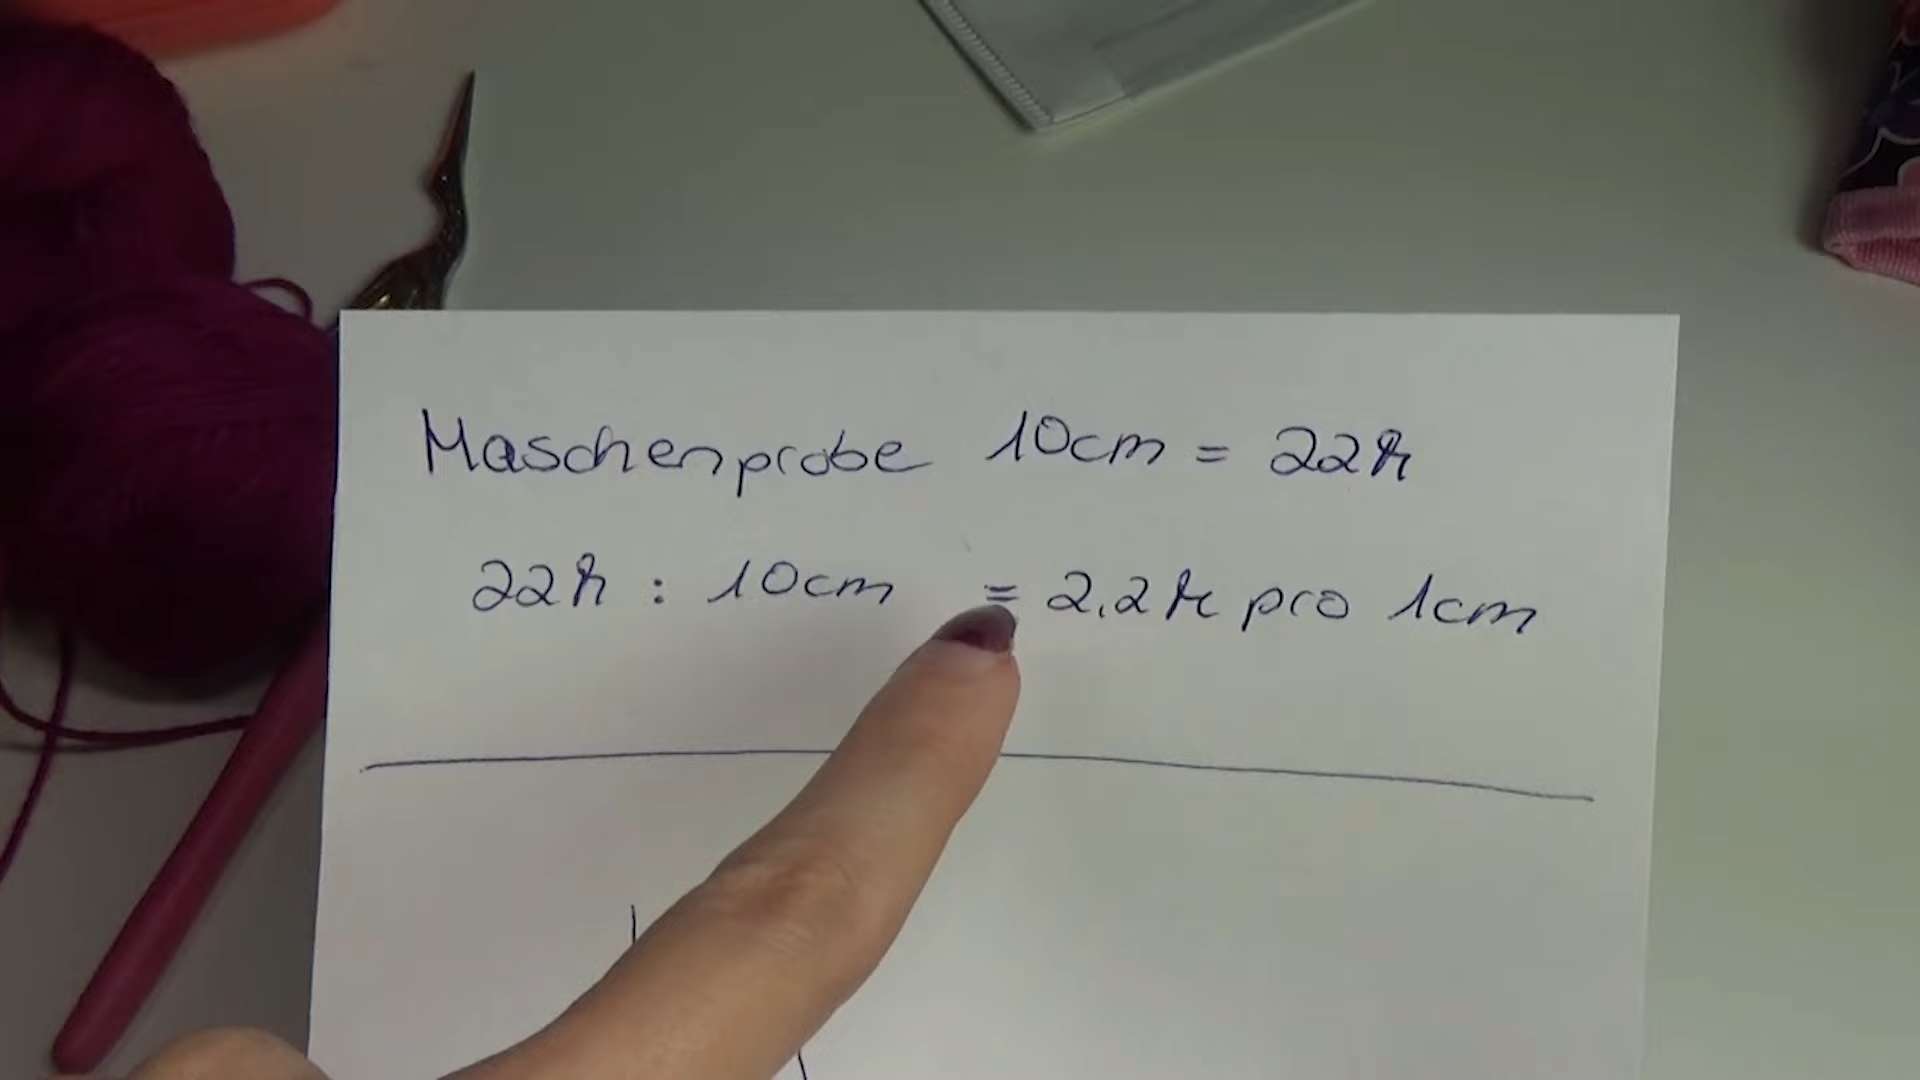 Maschenprobe 10cm = 22R
22R : 10cm = 2,2R pro 1cm